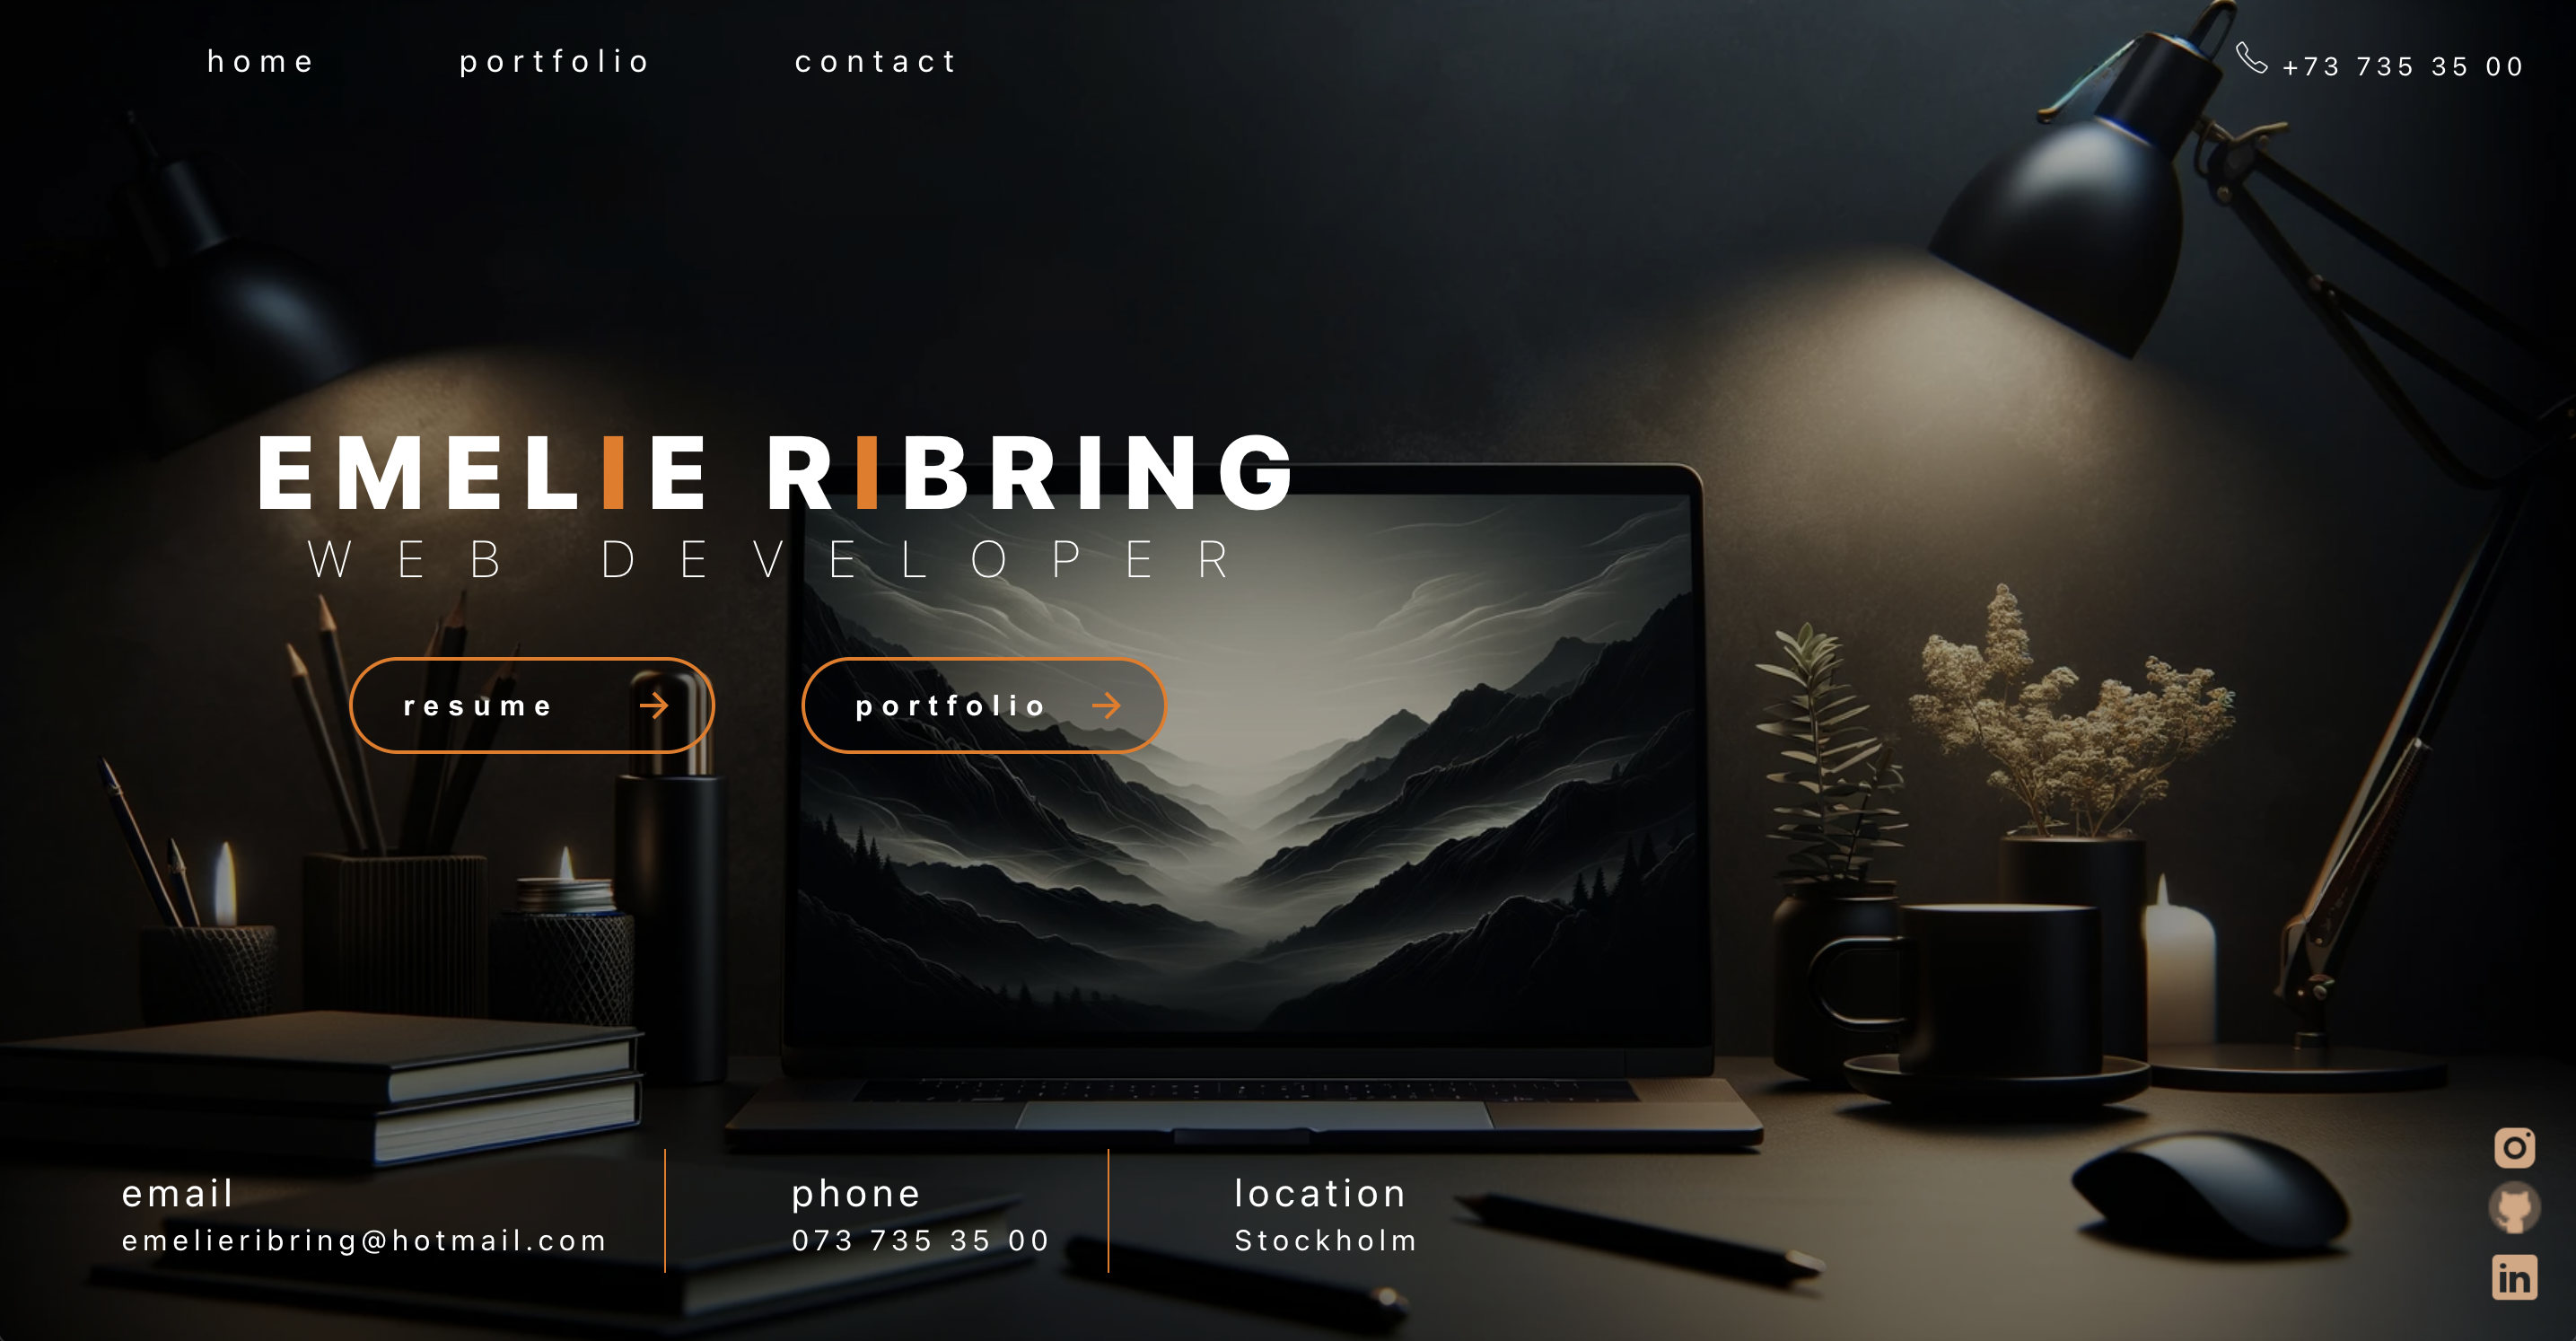 home portfolio contact +73 735 35 00
EMELIE RIBRING
WEB DEVELOPER
resume portfolio
email phone location
emelieribring@hotmail.com 073 735 35 00 Stockholm
in